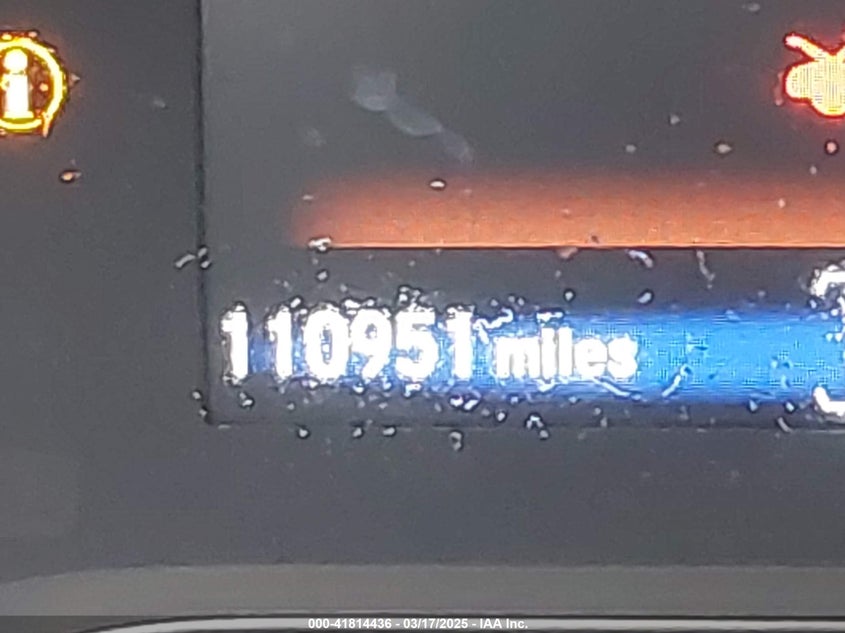 110951 miles
000-41814436 - 03/17/2025 - IAA Inc.